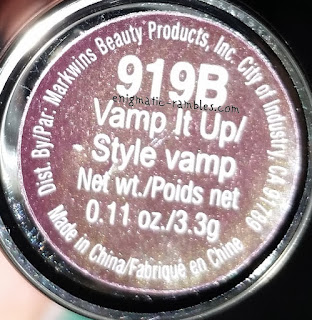 Dist. By/Par. Markwins Beauty Products, Inc. City of Industry, CA 91789
919B
enigmatic-rambles.com
Vamp It Up/
Style vamp
Net wt./Poids net
0.11 oz./3.3g
Made in China/Fabriqué en Chine